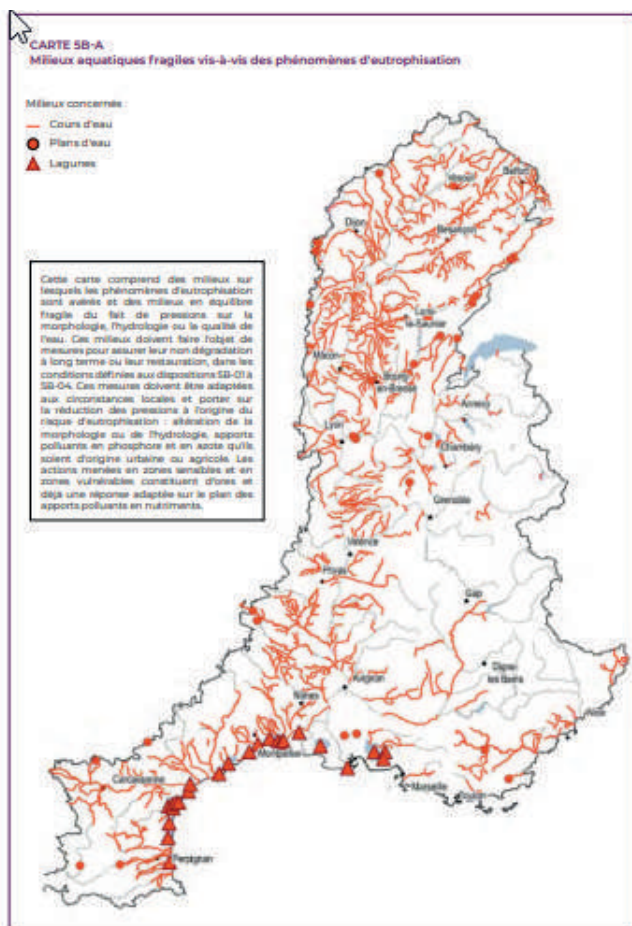 CARTE 5B-A
Milieux aquatiques fragiles vis-à-vis des phénomènes d'eutrophisation
Milieux concernés :
Cours d'eau
Plans d'eau
Lagunes
Cette carte comprend des milieux sur
lesquels les phénomènes d'eutrophisation
sont avérés et des milieux en équilibre
fragile du fait de pressions sur la
morphologie, l'hydrologie ou la qualité de
l'eau. Ces milieux doivent faire l'objet de
mesures pour assurer leur non dégradation
à long terme ou leur restauration, dans les
conditions définies aux dispositions 5B-01 à
5B-04. Ces mesures doivent être adaptées
aux circonstances locales et porter sur
la réduction des pressions à l'origine du
risque d'eutrophisation : altération de la
morphologie ou de l'hydrologie, apports
polluants en phosphore et en azote qu'ils
soient d'origine urbaine ou agricole. Les
actions menées en zones sensibles et en
zones vulnérables constituent d'ores et
déjà une réponse adaptée sur le plan des
apports polluants en nutriments.
Vesoul
Belfort
Dijon
Besançon
Lons-
le-Saunier
Mâcon
Bourg-
en-Bresse
Annecy
Lyon
Chambéry
Grenoble
Valence
Privas
Gap
Digne-
les-Bains
Avignon
Nîmes
Nice
Montpellier
Carcassonne
Marseille
Toulon
Perpignan